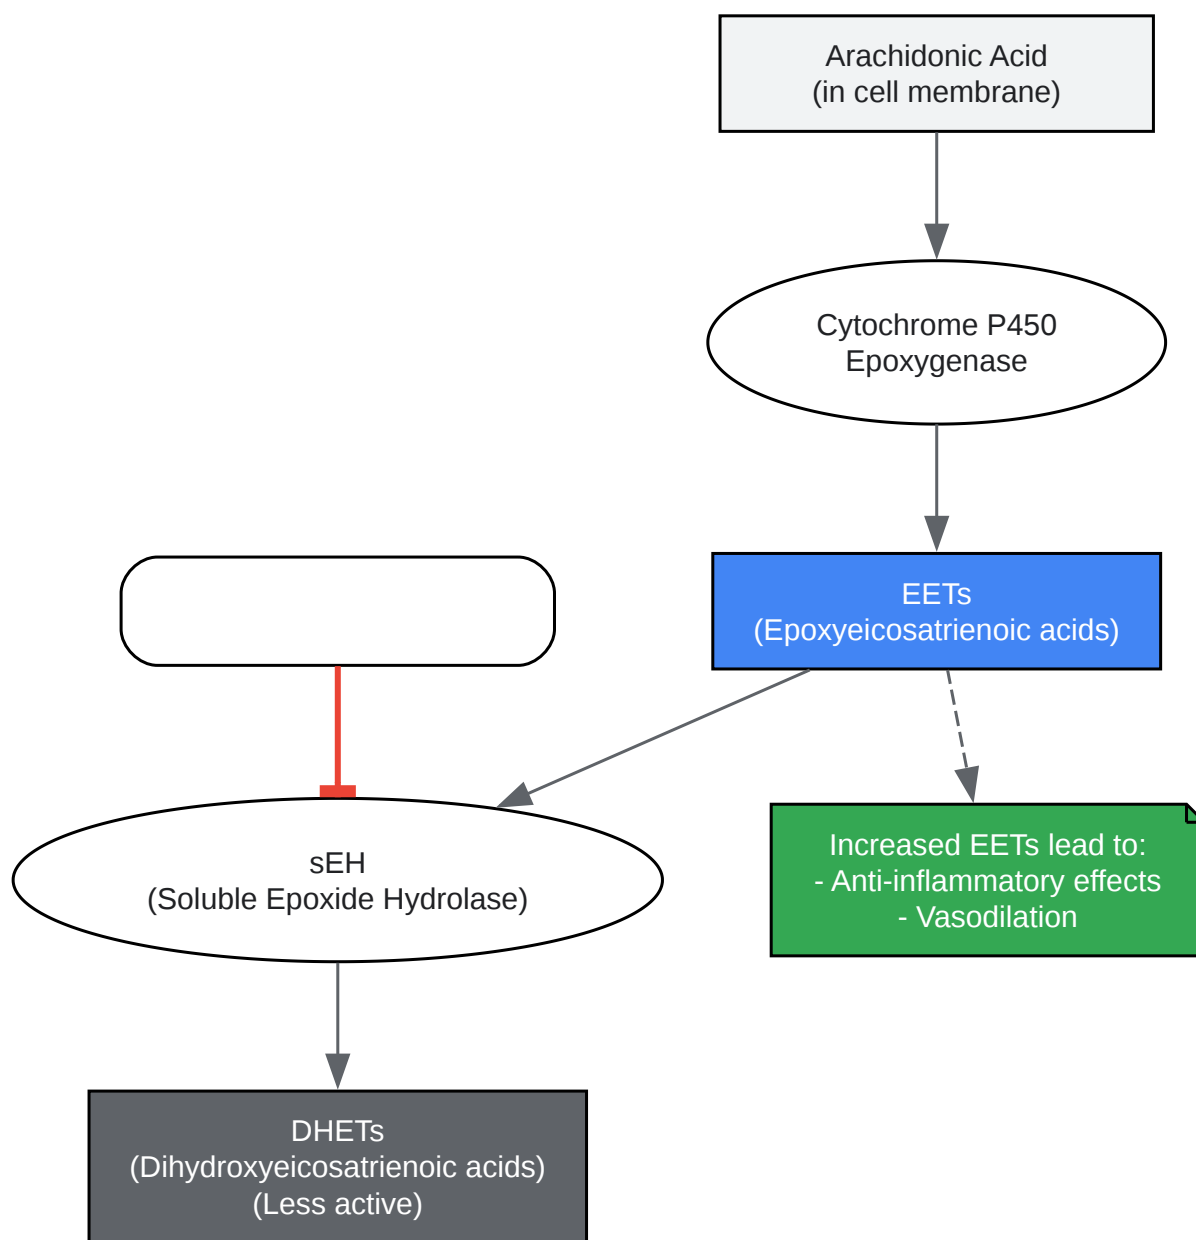 Arachidonic Acid
(in cell membrane)
Cytochrome P450
Epoxygenase
EETs
(Epoxyeicosatrienoic acids)
sEH
(Soluble Epoxide Hydrolase)
Increased EETs lead to:
- Anti-inflammatory effects
- Vasodilation
DHETs
(Dihydroxyeicosatrienoic acids)
(Less active)